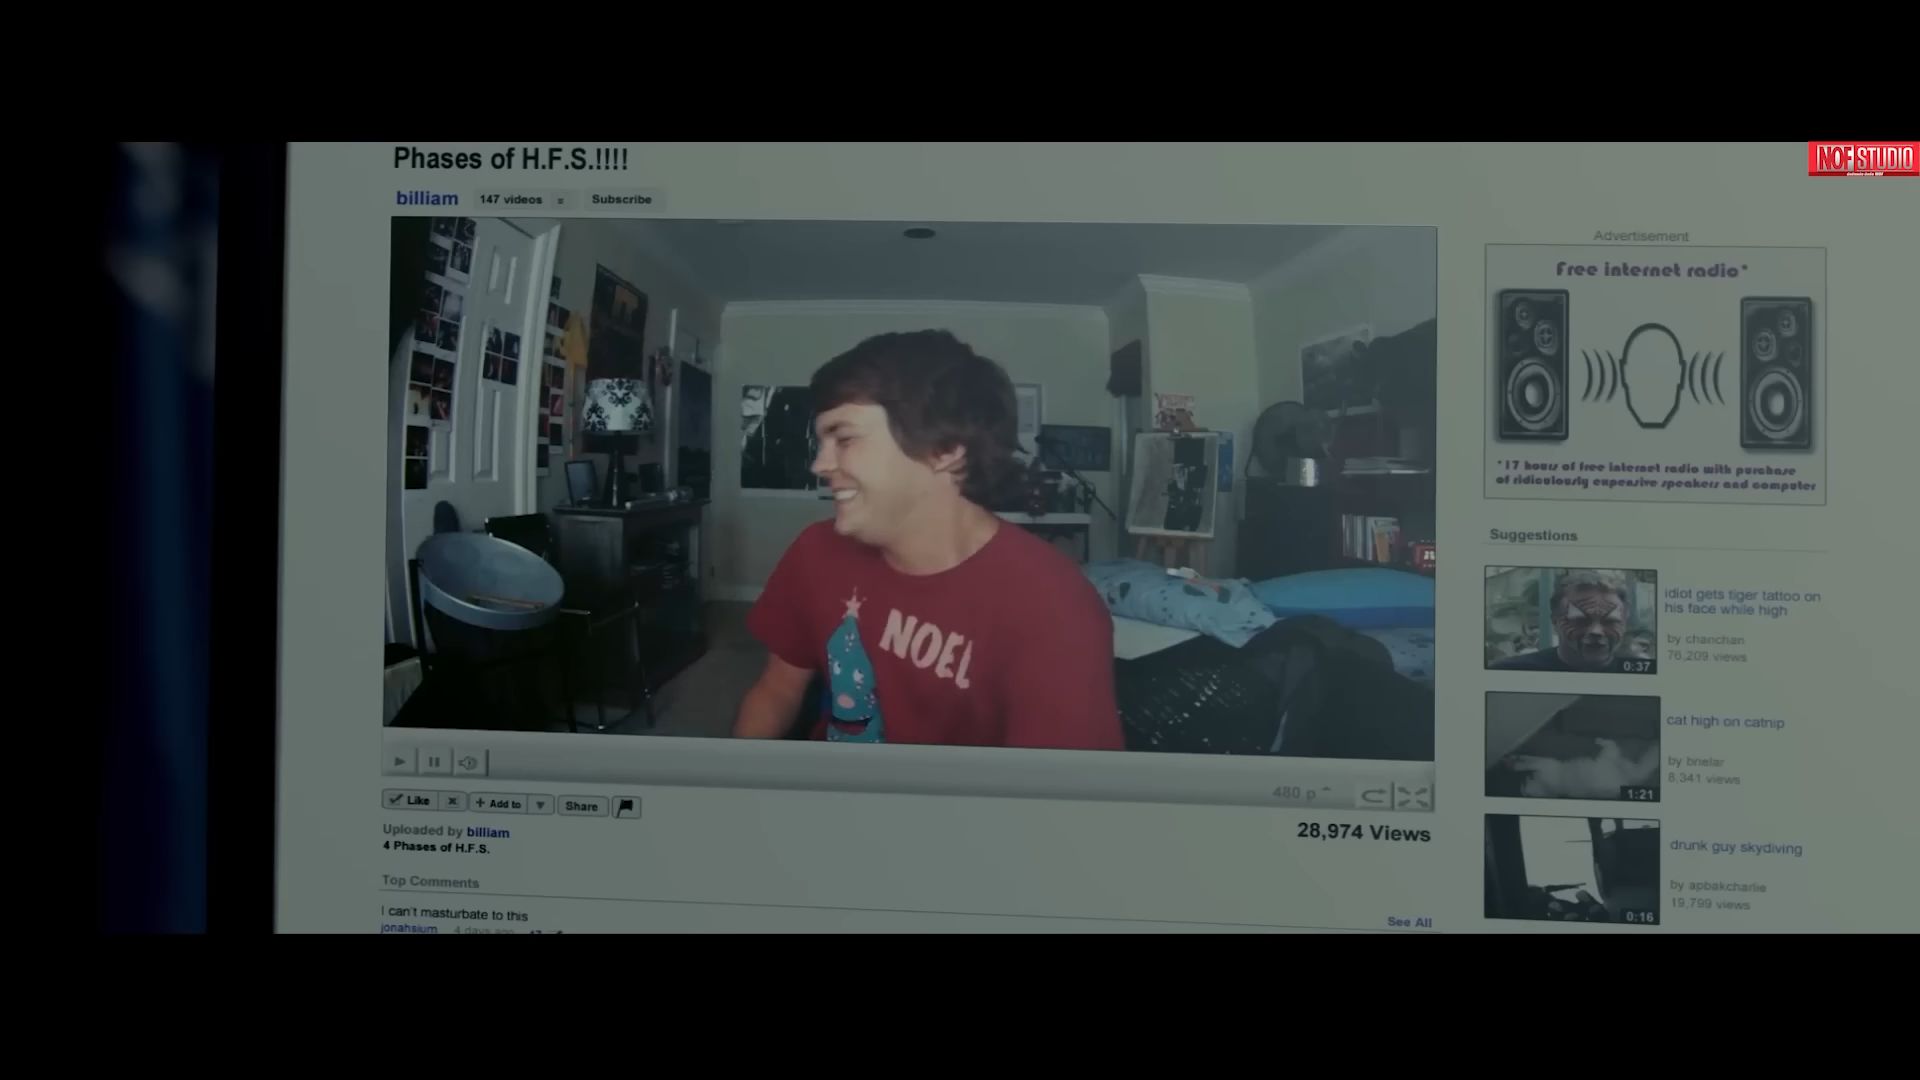 Phases of H.F.S.!!!!
NOF STUDIO
billiam
147 videos
Subscribe
Advertisement
Free internet radio*
*17 hours of free internet radio with purchase
of ridiculously expensive speakers and computer
NOEL
Suggestions
idiot gets tiger tattoo on
his face while high
by chanchan
76,209 views
0:37
cat high on catnip
by brielar
8,341 views
1:21
drunk guy skydiving
by apbakcharlie
19,799 views
0:16
480 p
Like
Add to
Share
28,974 Views
Uploaded by billiam
4 Phases of H.F.S.
Top Comments
See All
I can't masturbate to this
jonahsium 4 days ago